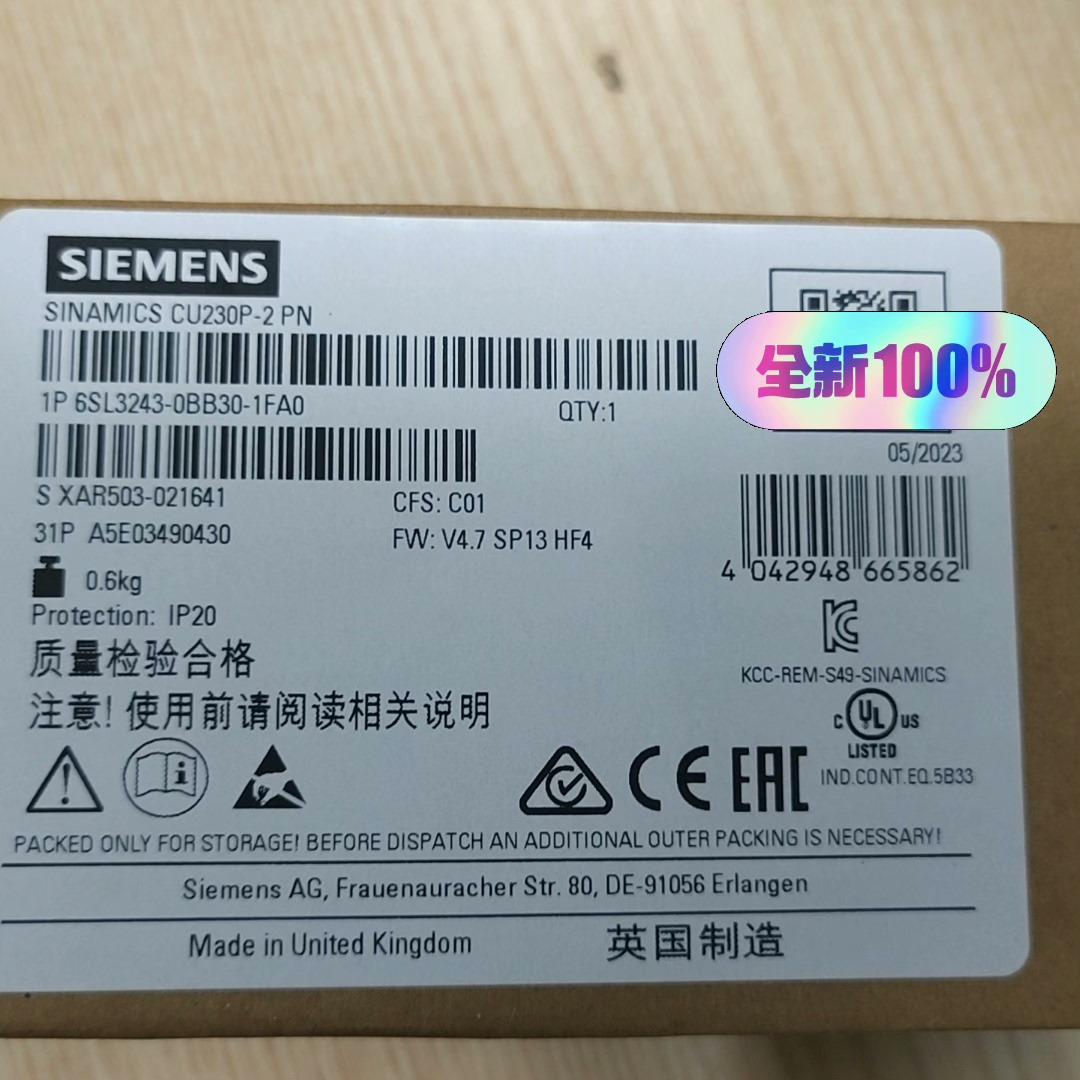 SIEMENS
SINAMICS CU230P-2 PN
1P 6SL3243-0BB30-1FA0
QTY:1
全新100%
05/2023
S XAR503-021641
CFS: C01
31P A5E03490430
FW: V4.7 SP13 HF4
4 042948 665862
0.6kg
Protection: IP20
质量检验合格
注意! 使用前请阅读相关说明
KCC-REM-S49-SINAMICS
C UL US
LISTED
IND.CONT.EQ.5B33
CE EAC
PACKED ONLY FOR STORAGE! BEFORE DISPATCH AN ADDITIONAL OUTER PACKING IS NECESSARY!
Siemens AG, Frauenauracher Str. 80, DE-91056 Erlangen
Made in United Kingdom
英国制造